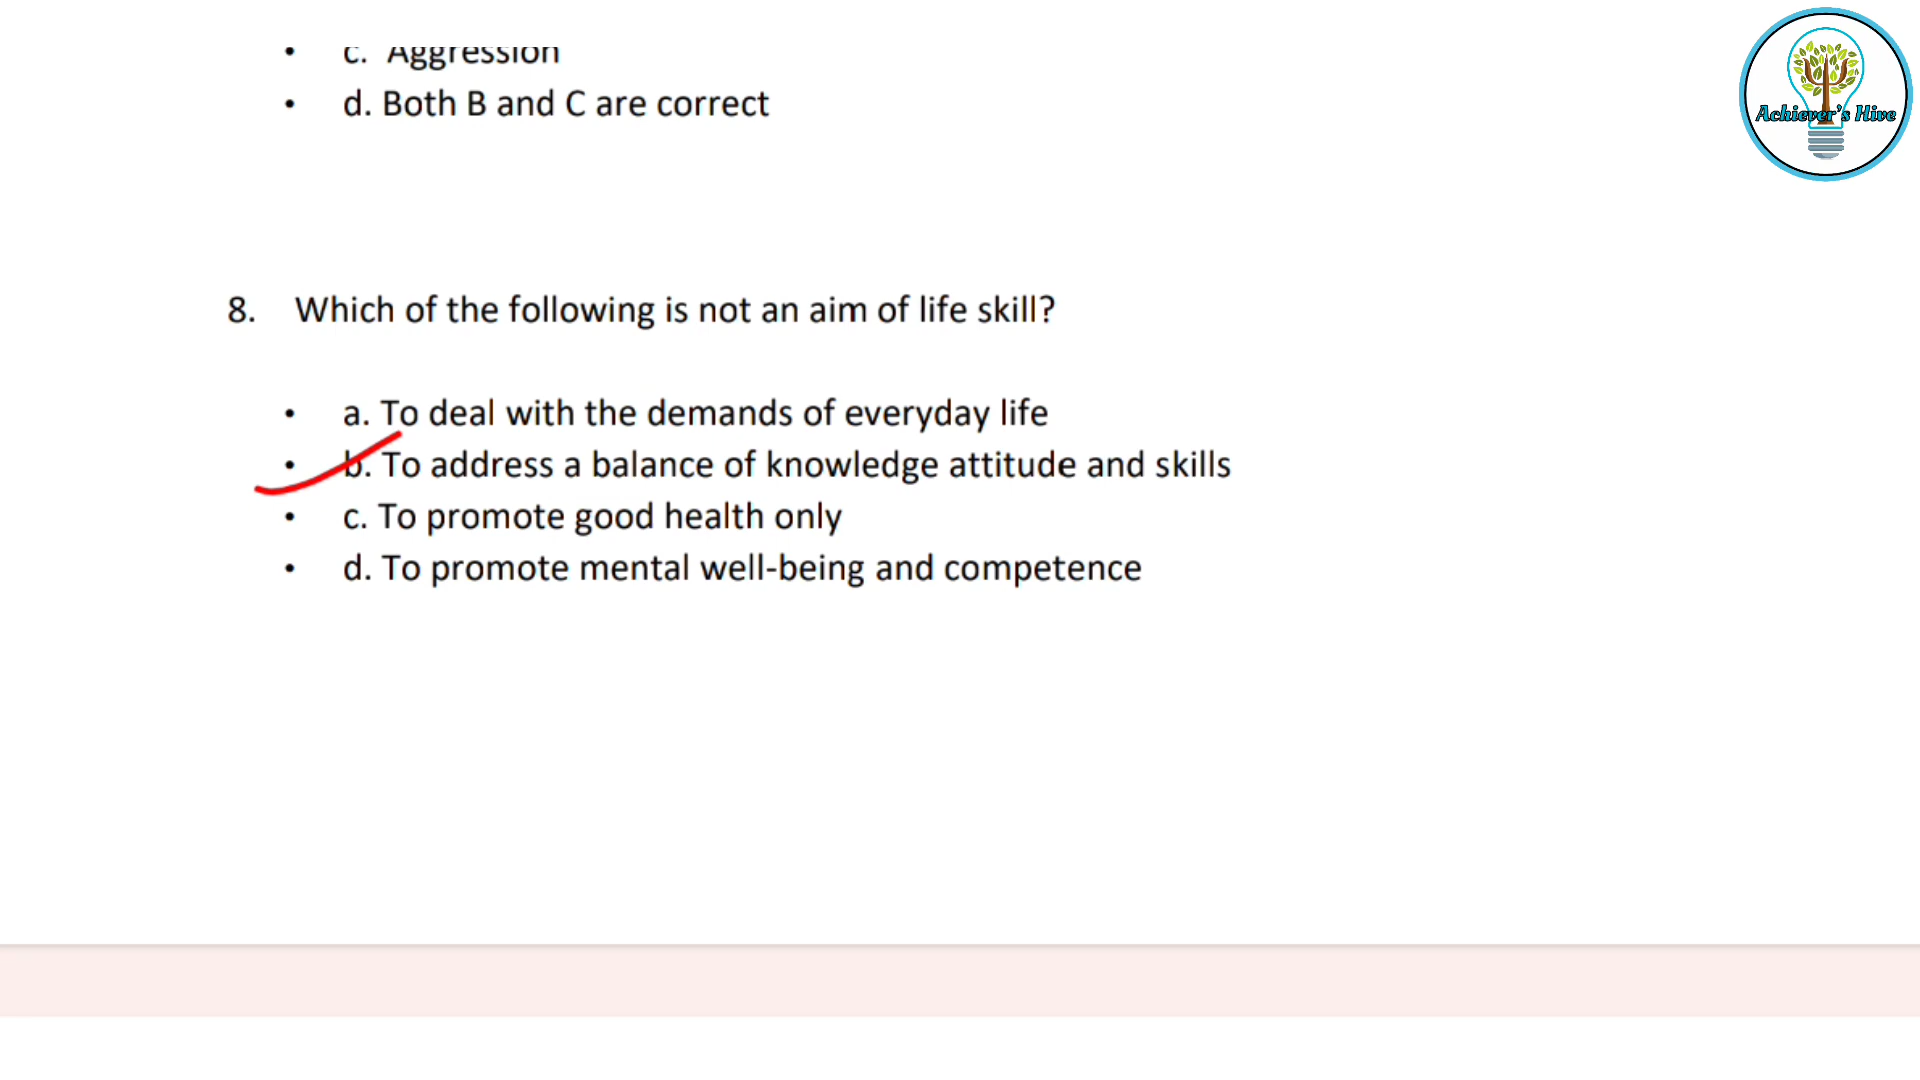 • c. Aggression
• d. Both B and C are correct
Achiever's Hive
8. Which of the following is not an aim of life skill?
• a. To deal with the demands of everyday life
• b. To address a balance of knowledge attitude and skills
• c. To promote good health only
• d. To promote mental well-being and competence